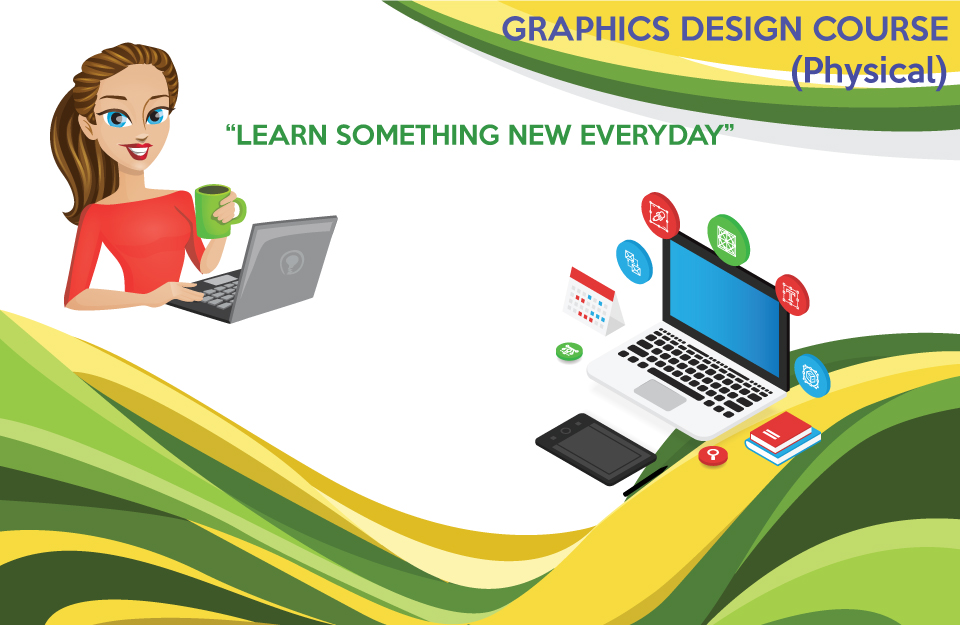 GRAPHICS DESIGN COURSE
(Physical)
“LEARN SOMETHING NEW EVERYDAY”